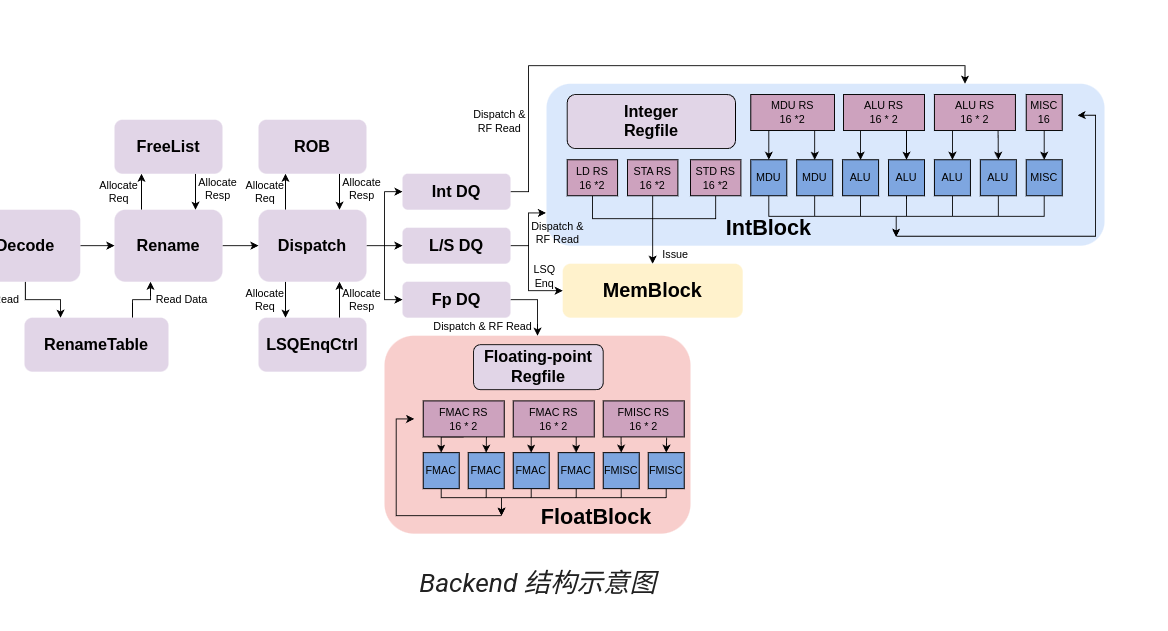 Dispatch &
RF Read
Integer
Regfile
MDU RS
16 *2
ALU RS
16 * 2
ALU RS
16 * 2
MISC
16
FreeList
ROB
Allocate
Req
Allocate
Resp
Allocate
Req
Allocate
Resp
Int DQ
LD RS
16 *2
STA RS
16 *2
STD RS
16 *2
MDU
MDU
ALU
ALU
ALU
ALU
MISC
IntBlock
Decode
Rename
Dispatch
L/S DQ
Dispatch &
RF Read
Issue
LSQ
Enq
MemBlock
ead
Read Data
Allocate
Req
Allocate
Resp
Fp DQ
Dispatch & RF Read
RenameTable
LSQEnqCtrl
Floating-point
Regfile
FMAC RS
16 * 2
FMAC RS
16 * 2
FMISC RS
16 * 2
FMAC
FMAC
FMAC
FMAC
FMISC
FMISC
FloatBlock
Backend 结构示意图